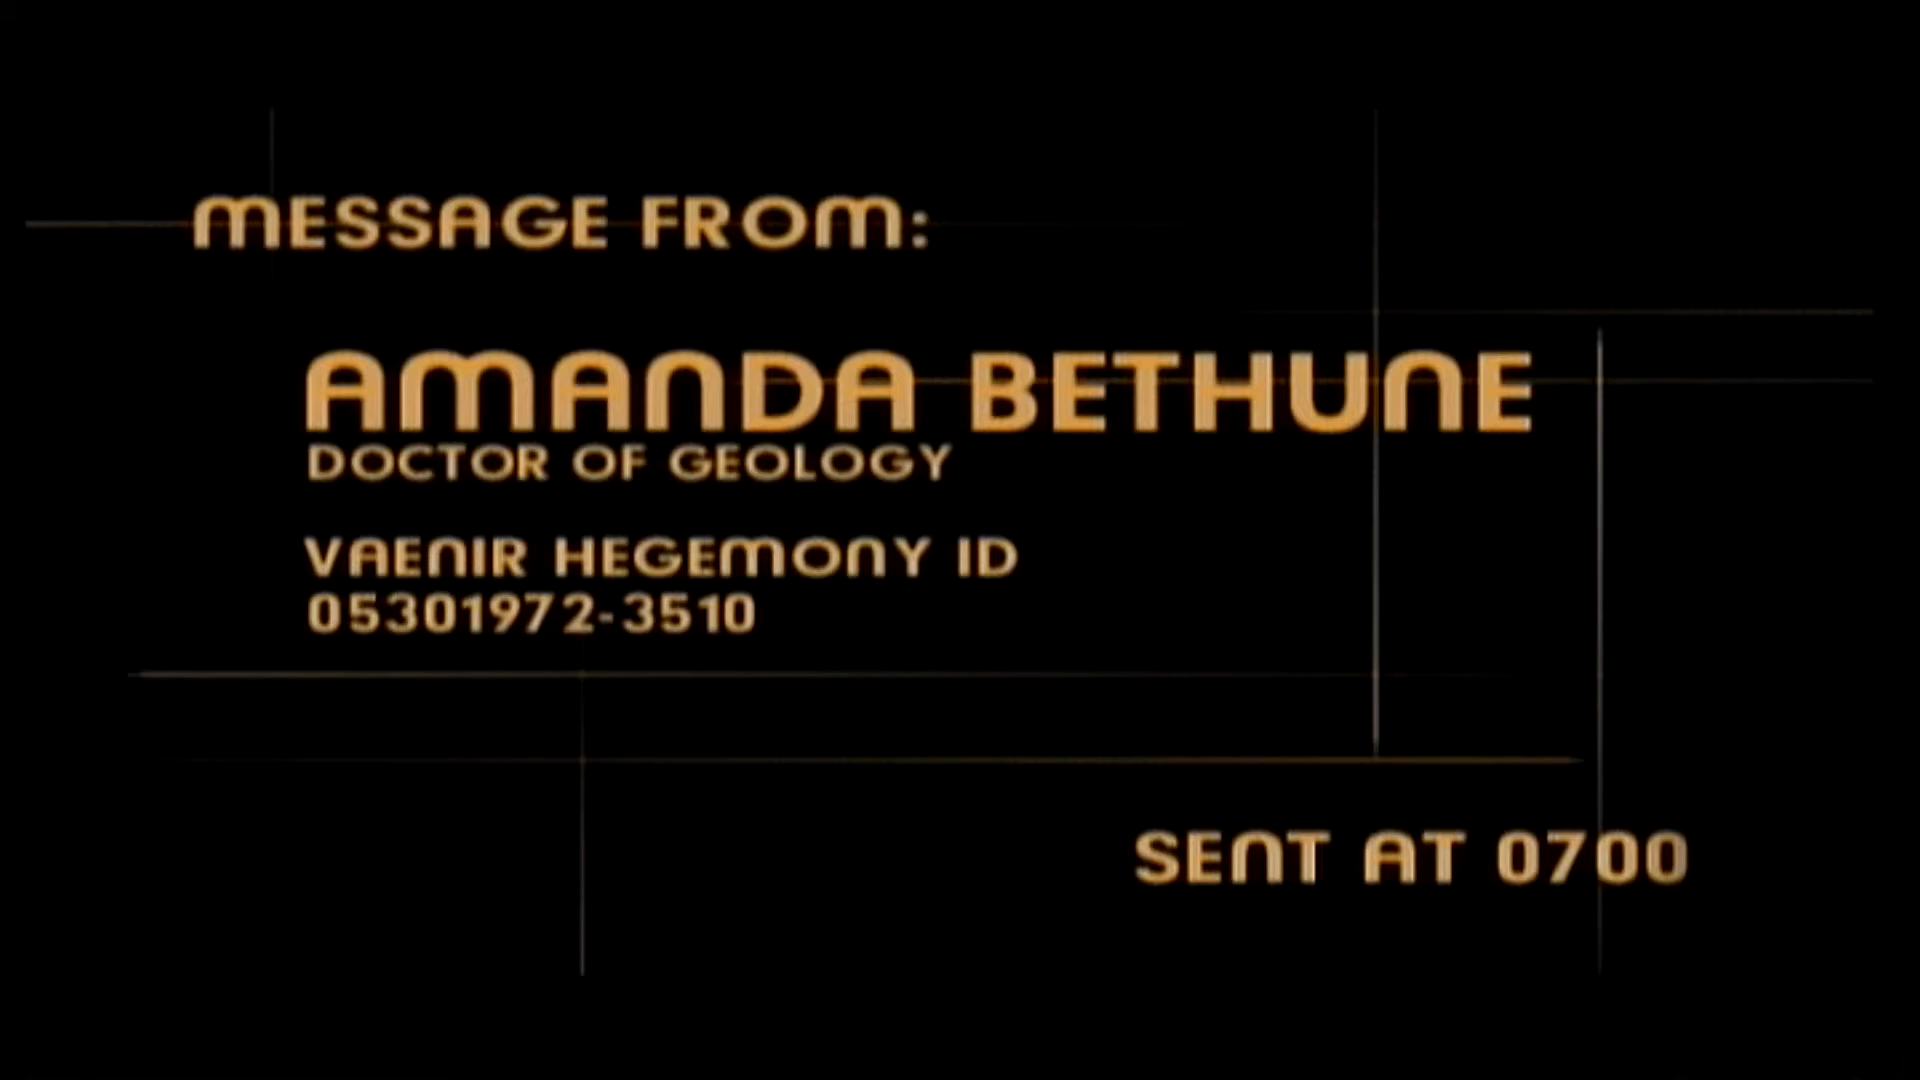 MESSAGE FROM:
AMANDA BETHUNE
DOCTOR OF GEOLOGY
VAENIR HEGEMONY ID
05301972-3510
SENT AT 0700